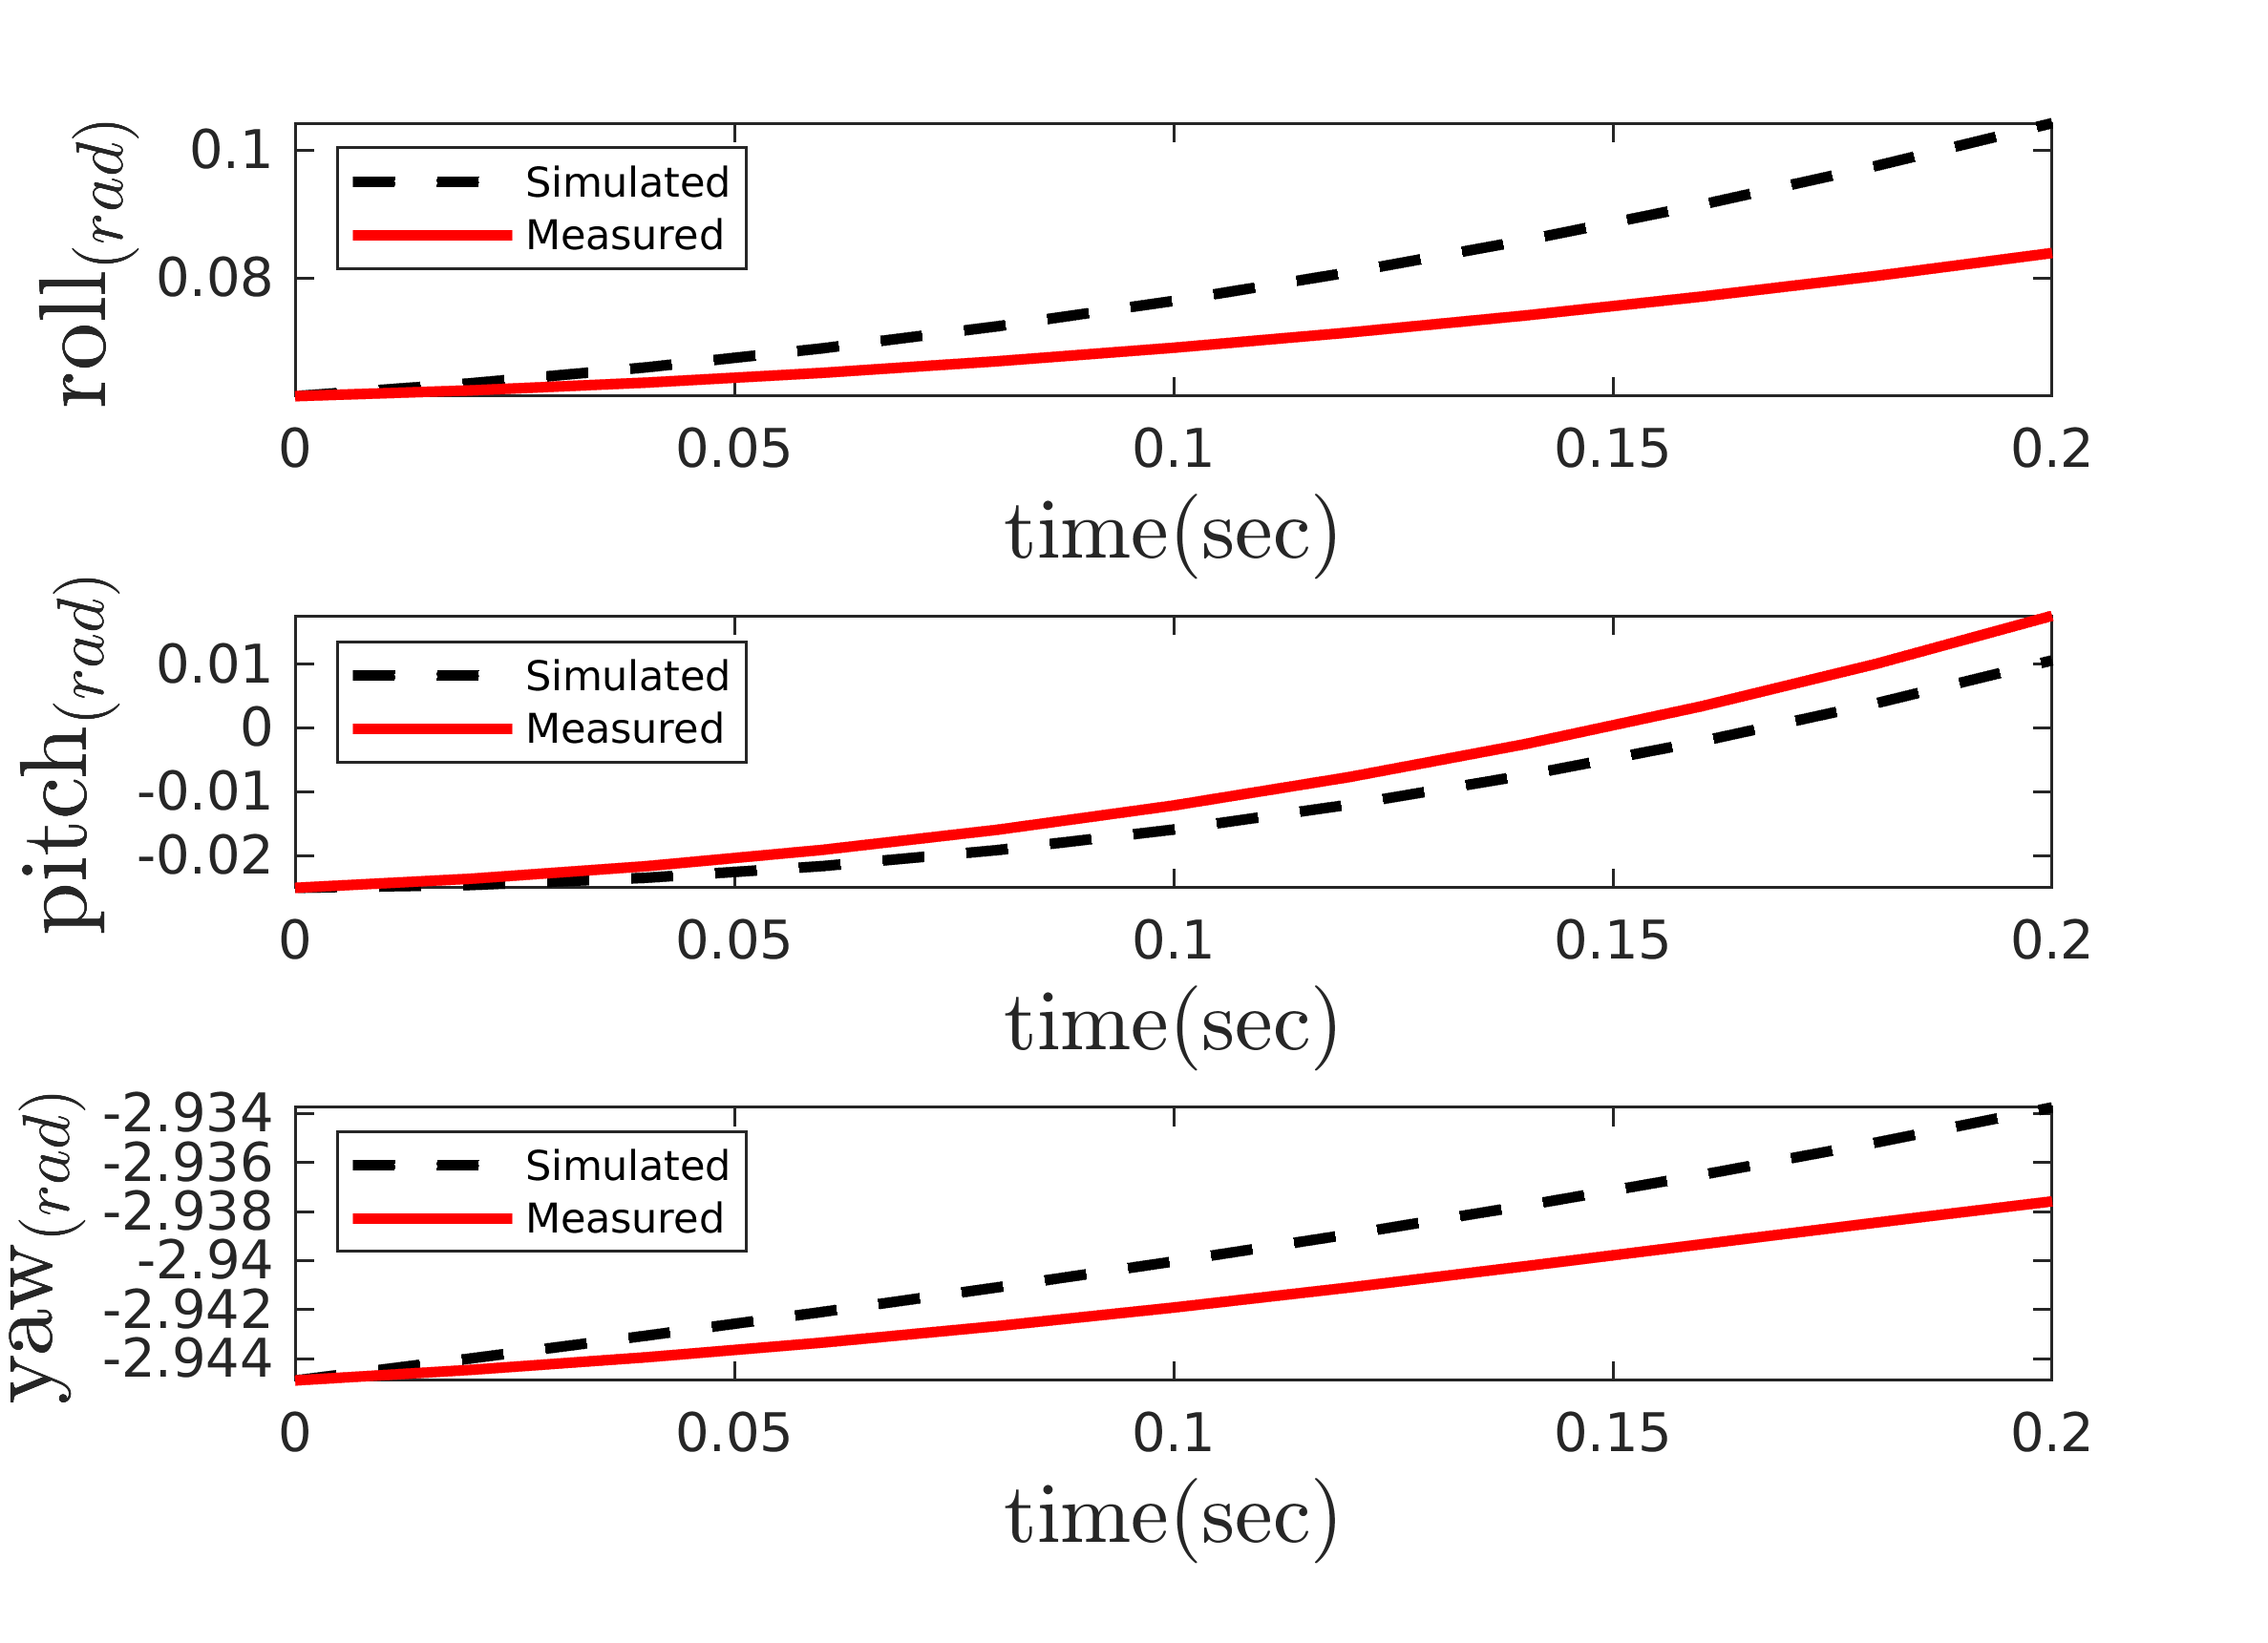 roll(rad)
0.1
0.08
Simulated
Measured
0 0.05 0.1 0.15 0.2
time(sec)
pitch(rad)
0.01
0
-0.01
-0.02
Simulated
Measured
0 0.05 0.1 0.15 0.2
time(sec)
yaw(rad)
-2.934
-2.936
-2.938
-2.94
-2.942
-2.944
Simulated
Measured
0 0.05 0.1 0.15 0.2
time(sec)